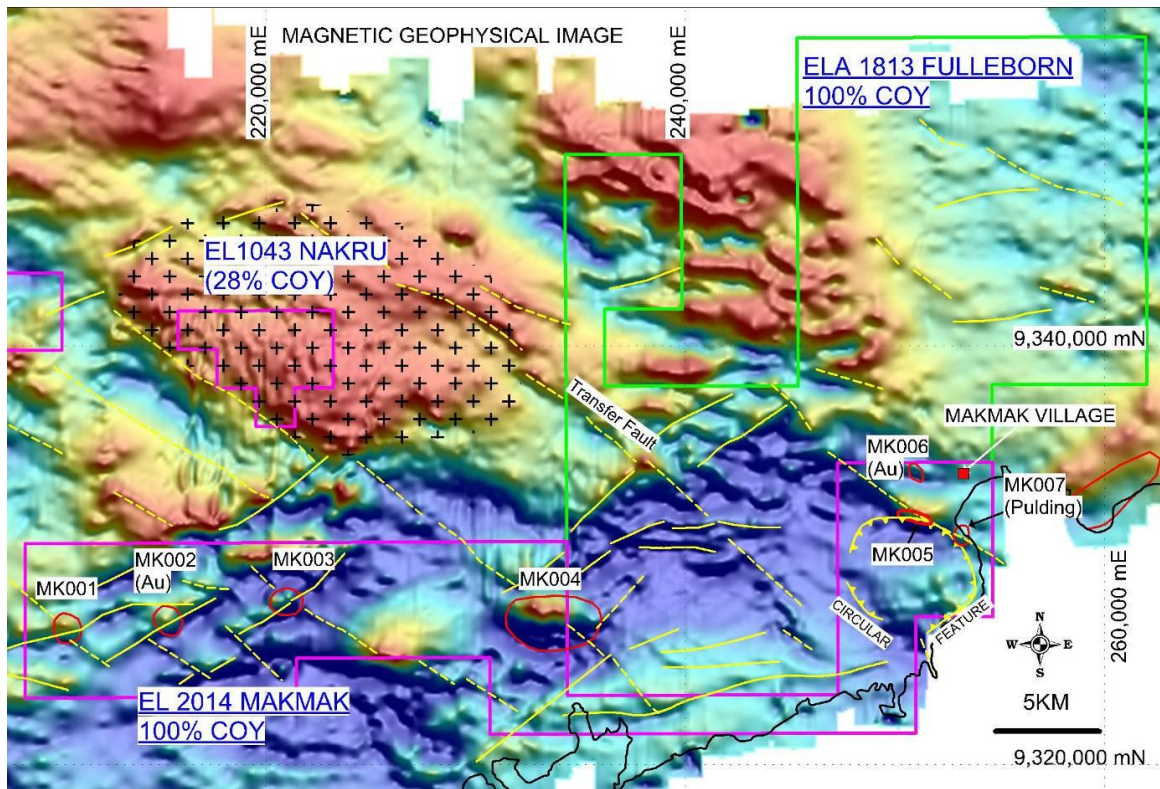 MAGNETIC GEOPHYSICAL IMAGE
220,000 mE
240,000 mE
ELA 1813 FULLEBORN
100% COY
EL1043 NAKRU
(28% COY)
9,340,000 mN
Transfer Fault
MAKMAK VILLAGE
MK006
(Au)
MK007
(Pulding)
MK005
MK001
MK002
(Au)
MK003
MK004
CIRCULAR
FEATURE
260,000 mE
N
W
E
S
EL 2014 MAKMAK
100% COY
5KM
9,320,000 mN